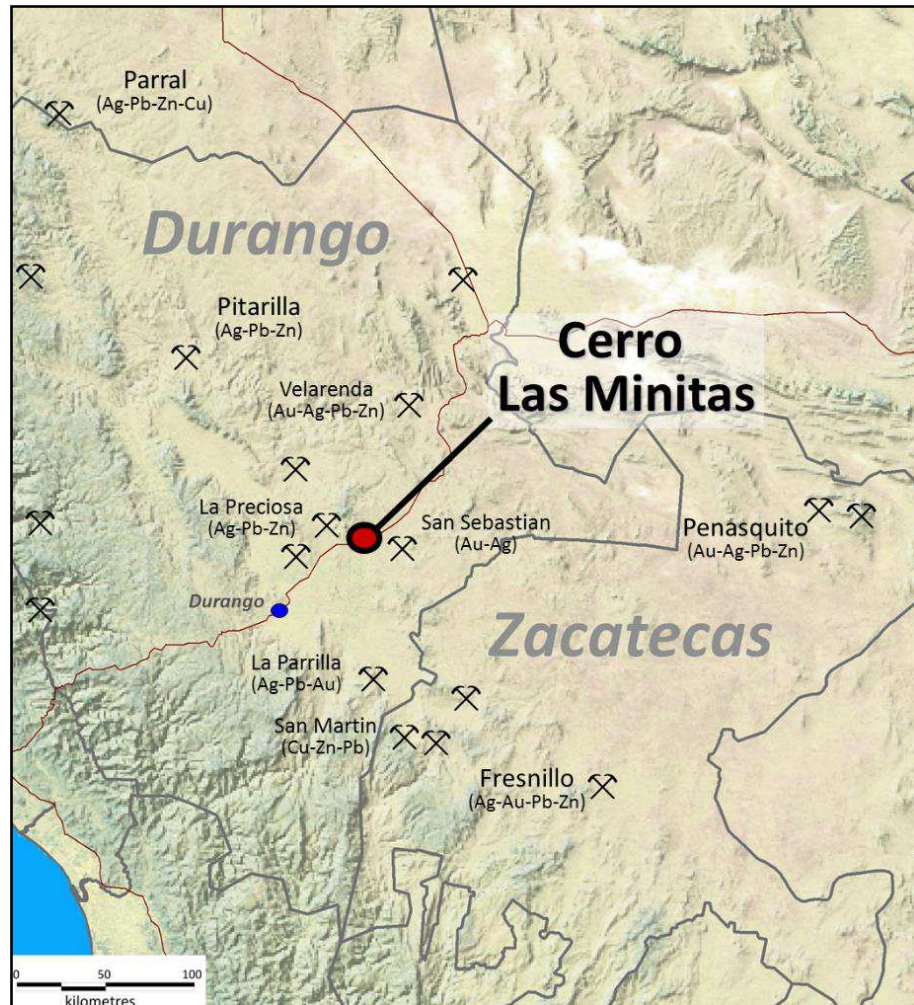 Parral
(Ag-Pb-Zn-Cu)
Durango
Pitarilla
(Ag-Pb-Zn)
Cerro
Las Minitas
Velarenda
(Au-Ag-Pb-Zn)
La Preciosa
(Ag-Pb-Zn)
San Sebastian
(Au-Ag)
Penasquito
(Au-Ag-Pb-Zn)
Durango
Zacatecas
La Parrilla
(Ag-Pb-Au)
San Martin
(Cu-Zn-Pb)
Fresnillo
(Ag-Au-Pb-Zn)
0 50 100
kilometres